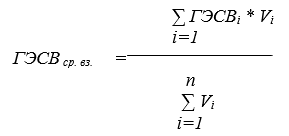 ∑ ГЭСВi * Vi
i=1
ГЭСВ ср. вз. =
n
∑ Vi
i=1